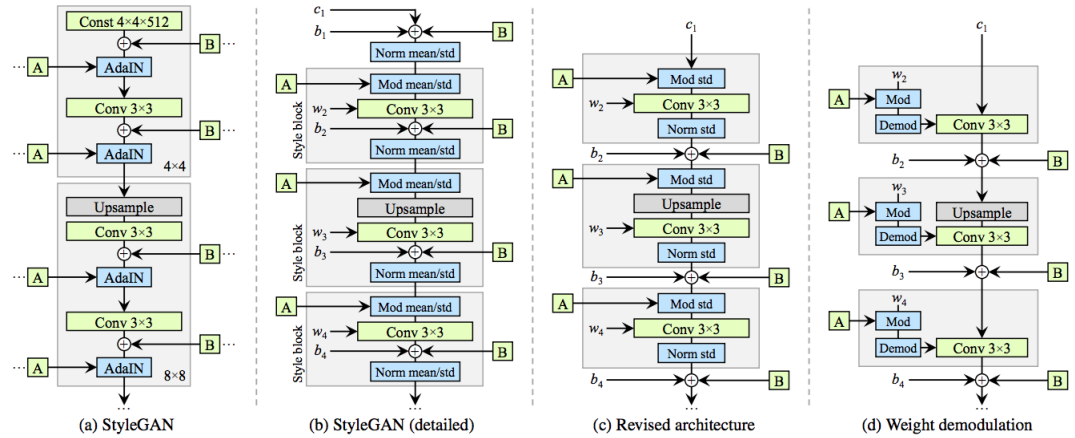 Const 4×4×512
B ...
... A
AdaIN
Conv 3×3
B ...
... A
AdaIN
4×4
Upsample
Conv 3×3
B ...
... A
AdaIN
Conv 3×3
B ...
... A
AdaIN
8×8
...
(a) StyleGAN
c1
b1
B
Norm mean/std
A
Mod mean/std
w2
Conv 3×3
b2
B
Norm mean/std
Style block
A
Mod mean/std
Upsample
w3
Conv 3×3
b3
B
Norm mean/std
Style block
A
Mod mean/std
w4
Conv 3×3
b4
B
Norm mean/std
Style block
...
(b) StyleGAN (detailed)
c1
A
Mod std
w2
Conv 3×3
Norm std
b2
B
A
Mod std
Upsample
w3
Conv 3×3
Norm std
b3
B
A
Mod std
w4
Conv 3×3
Norm std
b4
B
...
(c) Revised architecture
c1
w2
A
Mod
Demod
Conv 3×3
b2
B
w3
A
Mod
Upsample
Demod
Conv 3×3
b3
B
w4
A
Mod
Demod
Conv 3×3
b4
B
...
(d) Weight demodulation